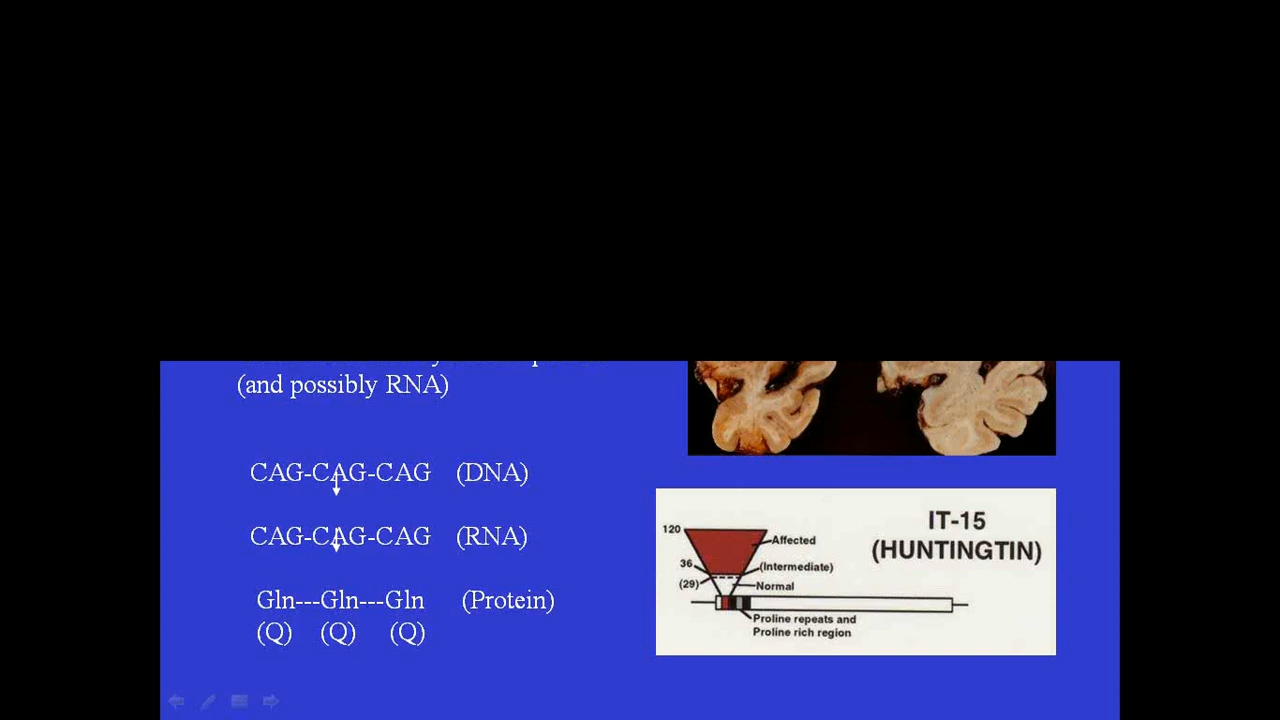 (and possibly RNA)
CAG-CAG-CAG (DNA)
CAG-CAG-CAG (RNA)
Gln---Gln---Gln (Protein)
(Q) (Q) (Q)
IT-15
(HUNTINGTIN)
120
Affected
36
(Intermediate)
(29)
Normal
Proline repeats and
Proline rich region